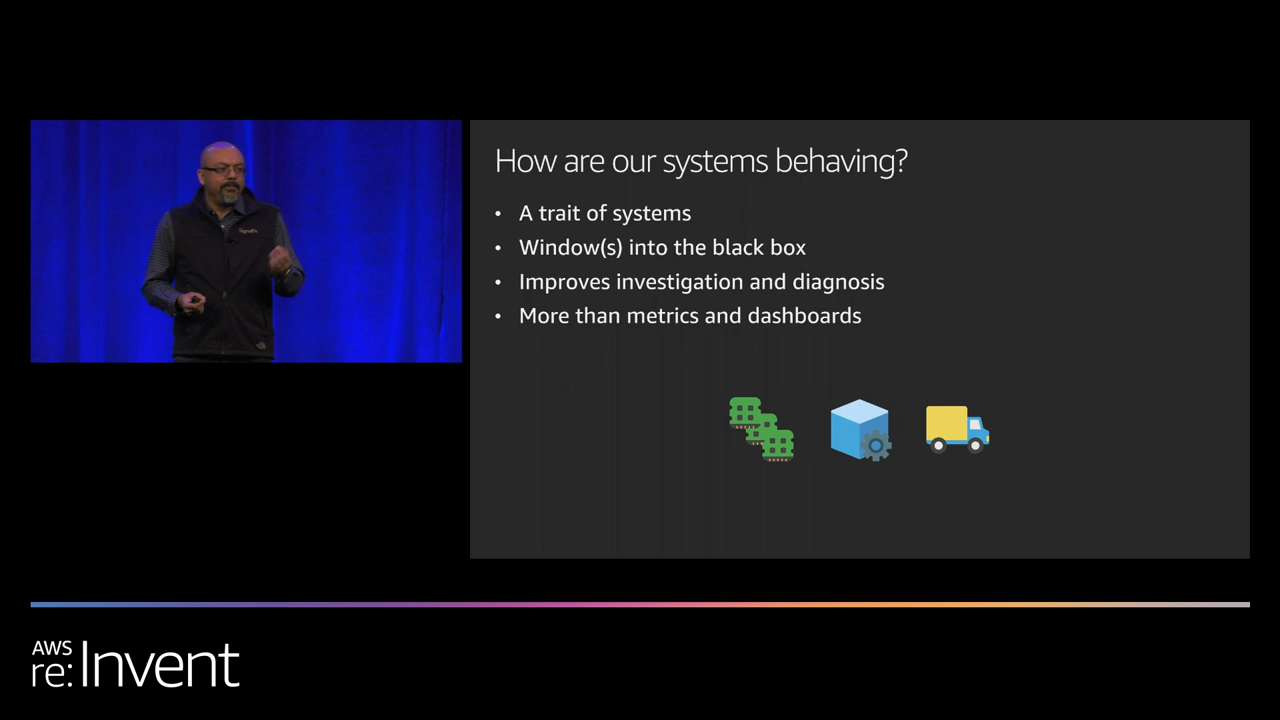 How are our systems behaving?
• A trait of systems
• Window(s) into the black box
• Improves investigation and diagnosis
• More than metrics and dashboards
AWS
re:Invent